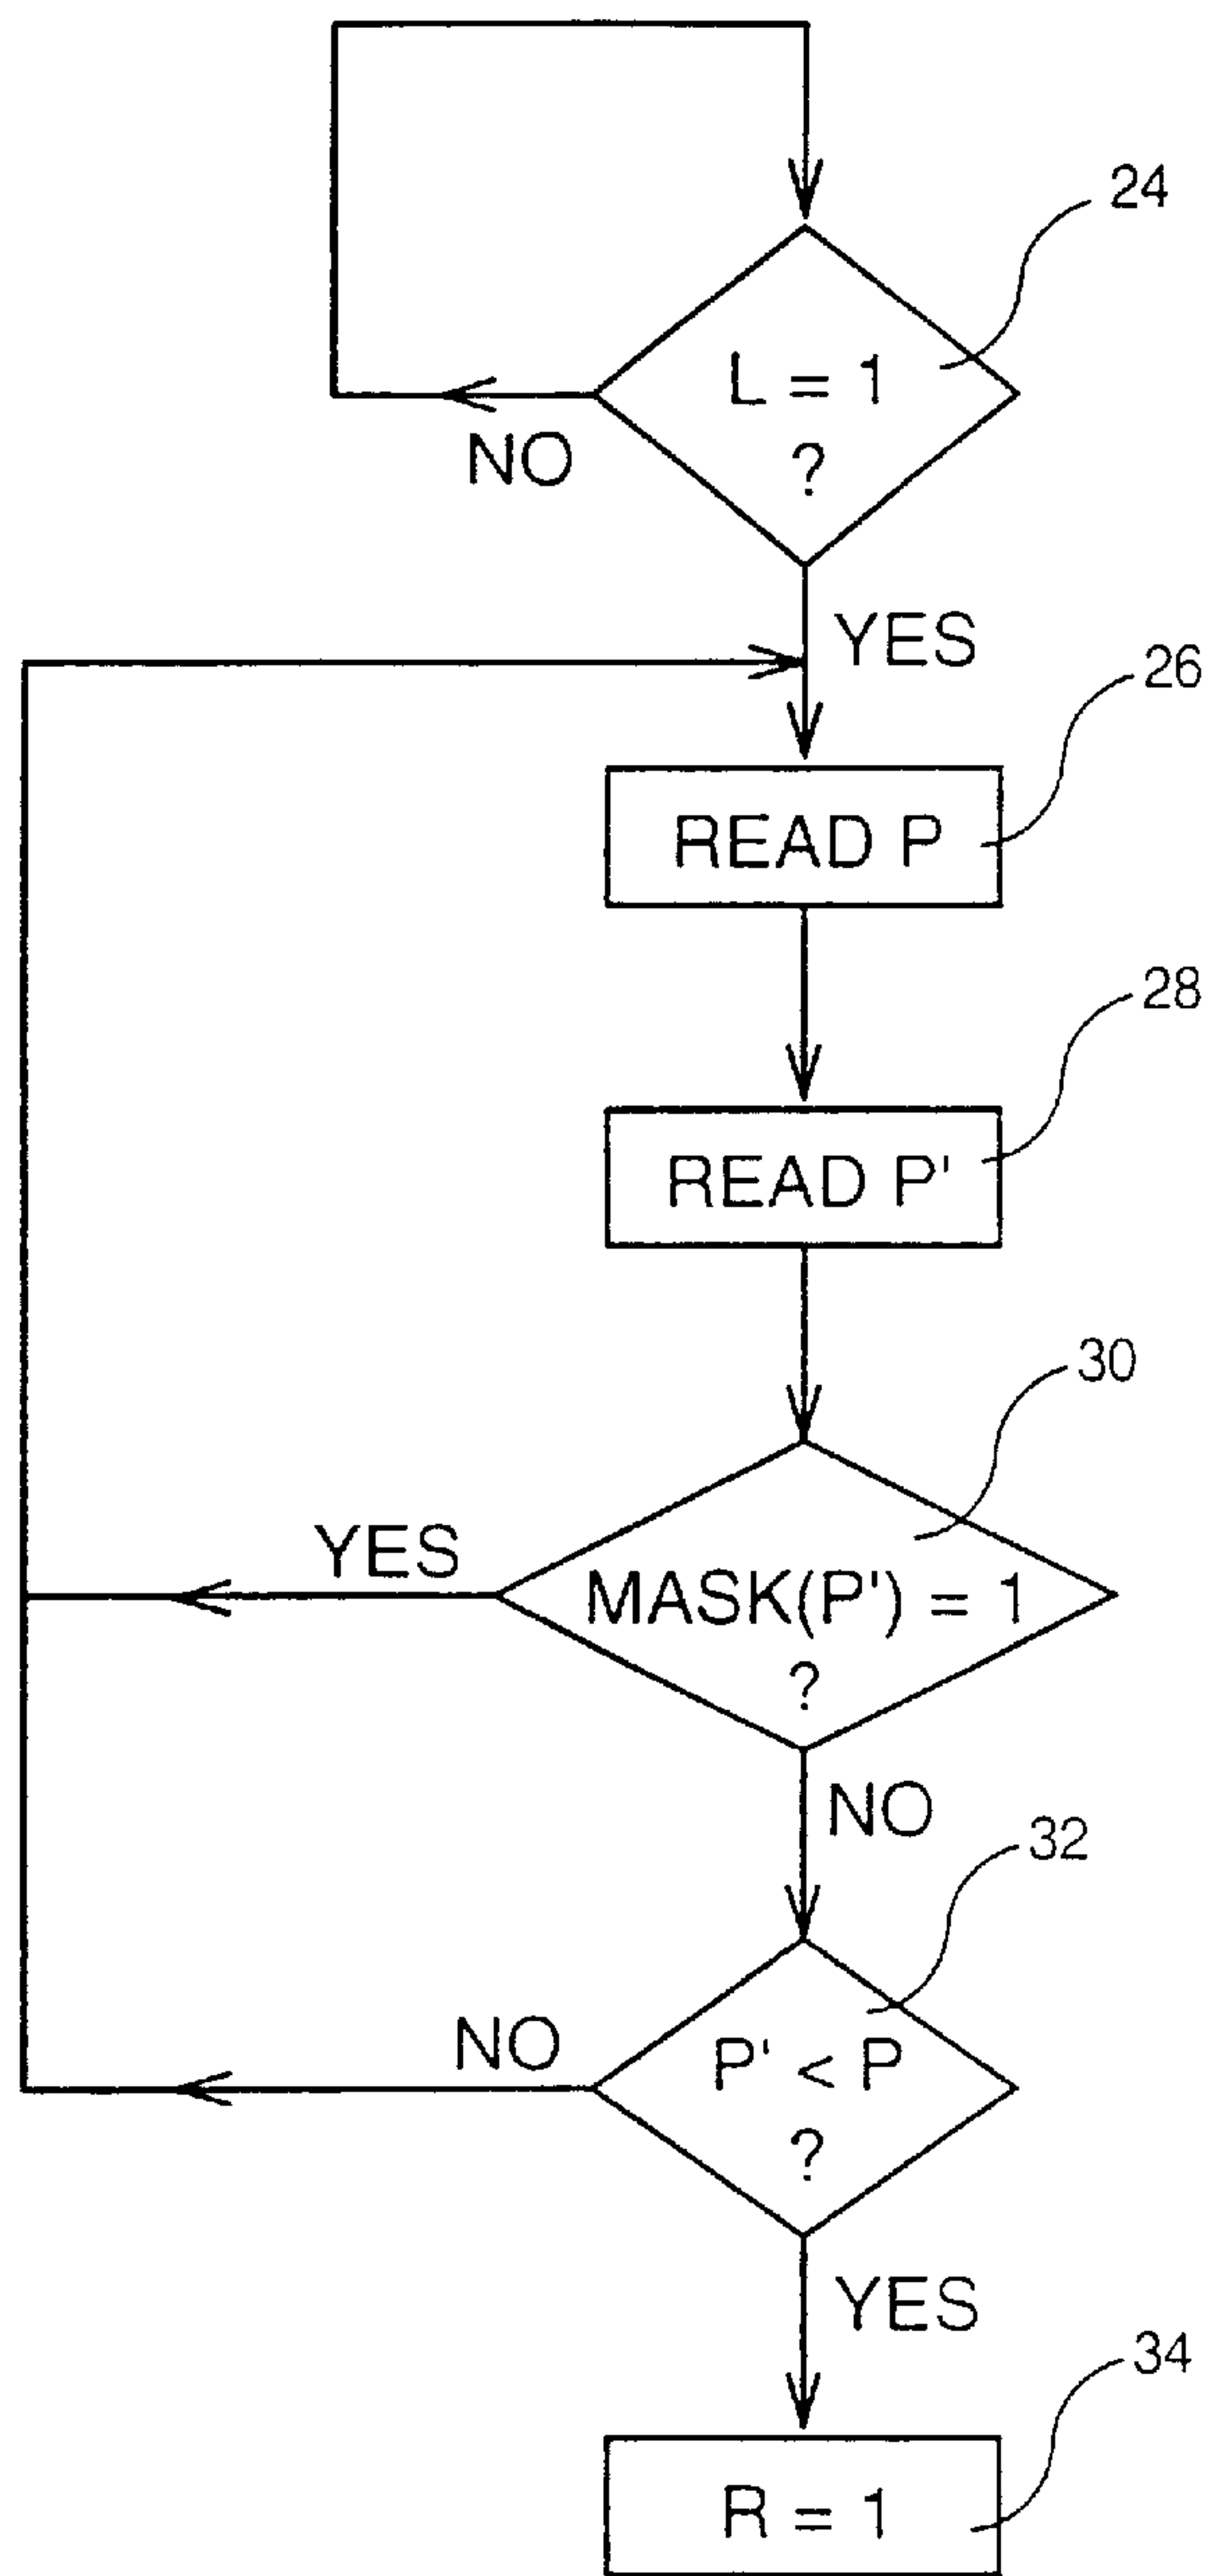 24
L = 1
?
NO
YES
26
READ P
28
READ P'
30
YES
MASK(P') = 1
?
NO
32
NO
P' < P
?
YES
34
R = 1